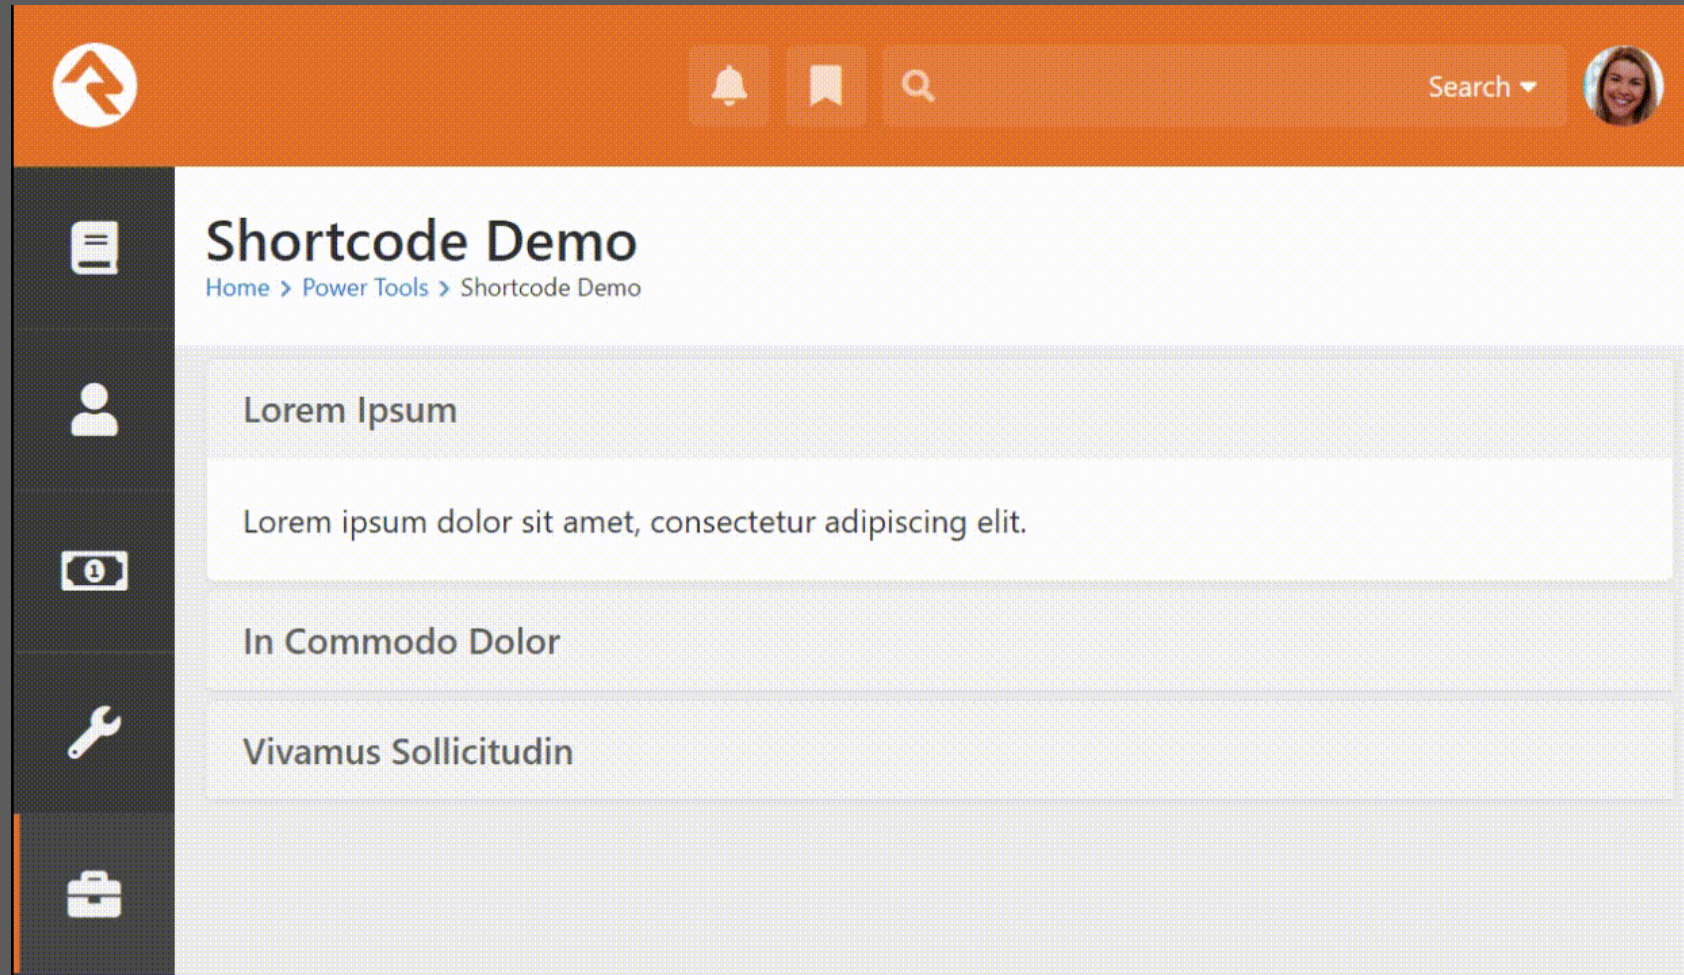 Search
Shortcode Demo
Home > Power Tools > Shortcode Demo
Lorem Ipsum
Lorem ipsum dolor sit amet, consectetur adipiscing elit.
1
In Commodo Dolor
Vivamus Sollicitudin